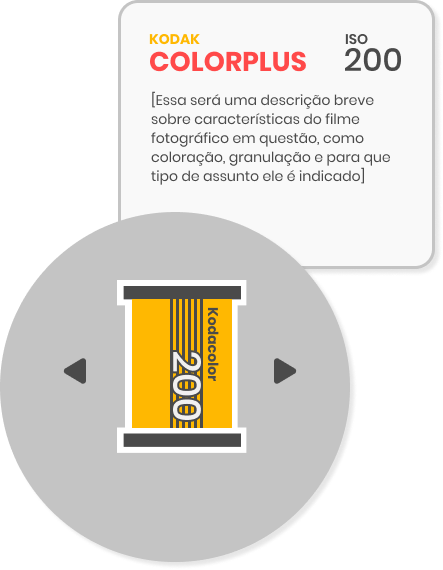 KODAK
COLORPLUS
ISO
200
[Essa será uma descrição breve
sobre características do filme
fotográfico em questão, como
coloração, granulação e para que
tipo de assunto ele é indicado]
Kodacolor
200